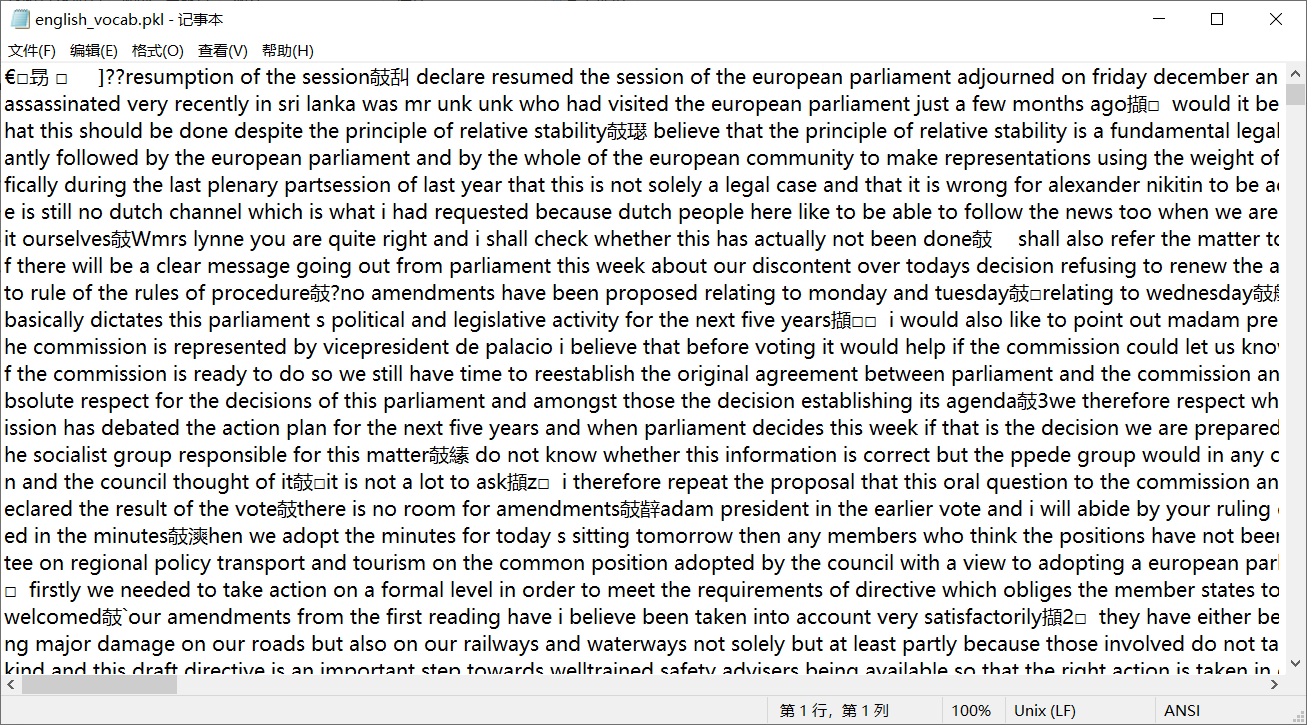 english_vocab.pkl - 记事本
文件(F) 编辑(E) 格式(O) 查看(V) 帮助(H)
€□昮 □ ]??resumption of the session攱刣 declare resumed the session of the european parliament adjourned on friday december an
assassinated very recently in sri lanka was mr unk unk who had visited the european parliament just a few months ago擷□ would it be
hat this should be done despite the principle of relative stability攱璱 believe that the principle of relative stability is a fundamental legal
antly followed by the european parliament and by the whole of the european community to make representations using the weight of
fically during the last plenary partsession of last year that this is not solely a legal case and that it is wrong for alexander nikitin to be a
e is still no dutch channel which is what i had requested because dutch people here like to be able to follow the news too when we are
it ourselves攱Wmrs lynne you are quite right and i shall check whether this has actually not been done攱 shall also refer the matter to
f there will be a clear message going out from parliament this week about our discontent over todays decision refusing to renew the a
to rule of the rules of procedure攱?no amendments have been proposed relating to monday and tuesday攱□relating to wednesday攱
basically dictates this parliament s political and legislative activity for the next five years擷□□ i would also like to point out madam pre
he commission is represented by vicepresident de palacio i believe that before voting it would help if the commission could let us know
f the commission is ready to do so we still have time to reestablish the original agreement between parliament and the commission an
bsolute respect for the decisions of this parliament and amongst those the decision establishing its agenda攱3we therefore respect wh
ission has debated the action plan for the next five years and when parliament decides this week if that is the decision we are prepared
he socialist group responsible for this matter攱 do not know whether this information is correct but the ppede group would in any c
n and the council thought of it攱□it is not a lot to ask擷z□ i therefore repeat the proposal that this oral question to the commission an
eclared the result of the vote攱there is no room for amendments攱adam president in the earlier vote and i will abide by your ruling
ed in the minutes攱hen we adopt the minutes for today s sitting tomorrow then any members who think the positions have not been
tee on regional policy transport and tourism on the common position adopted by the council with a view to adopting a european parl
□ firstly we needed to take action on a formal level in order to meet the requirements of directive which obliges the member states to
welcomed攱`our amendments from the first reading have i believe been taken into account very satisfactorily擷2□ they have either be
ng major damage on our roads but also on our railways and waterways not solely but at least partly because those involved do not ta
kind and this draft directive is an important step towards welltrained safety advisers being available so that the right action is taken in
第 1 行，第 1 列 100% Unix (LF) ANSI